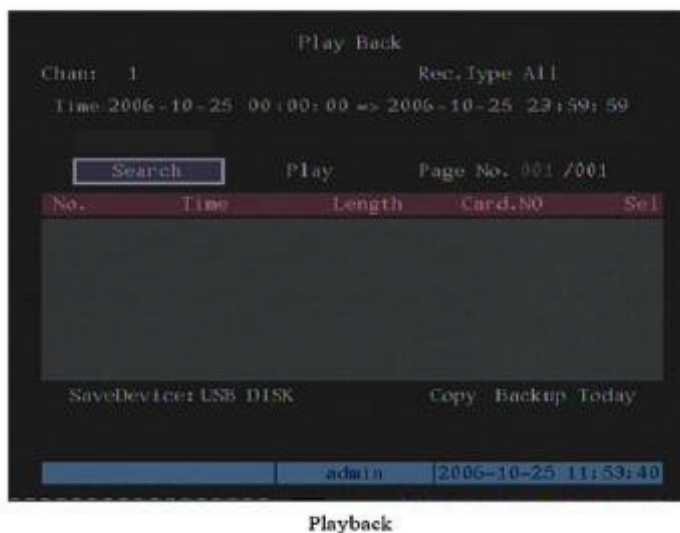 Play Back
Chan: 1 Rec.Type All
Time 2006-10-25 00:00:00 => 2006-10-25 23:59:59
Search Play Page No. 001 /001
No. Time Length Card.NO Sel
SaveDevice:USB DISK Copy Backup Today
admin 2006-10-25 11:53:40
Playback